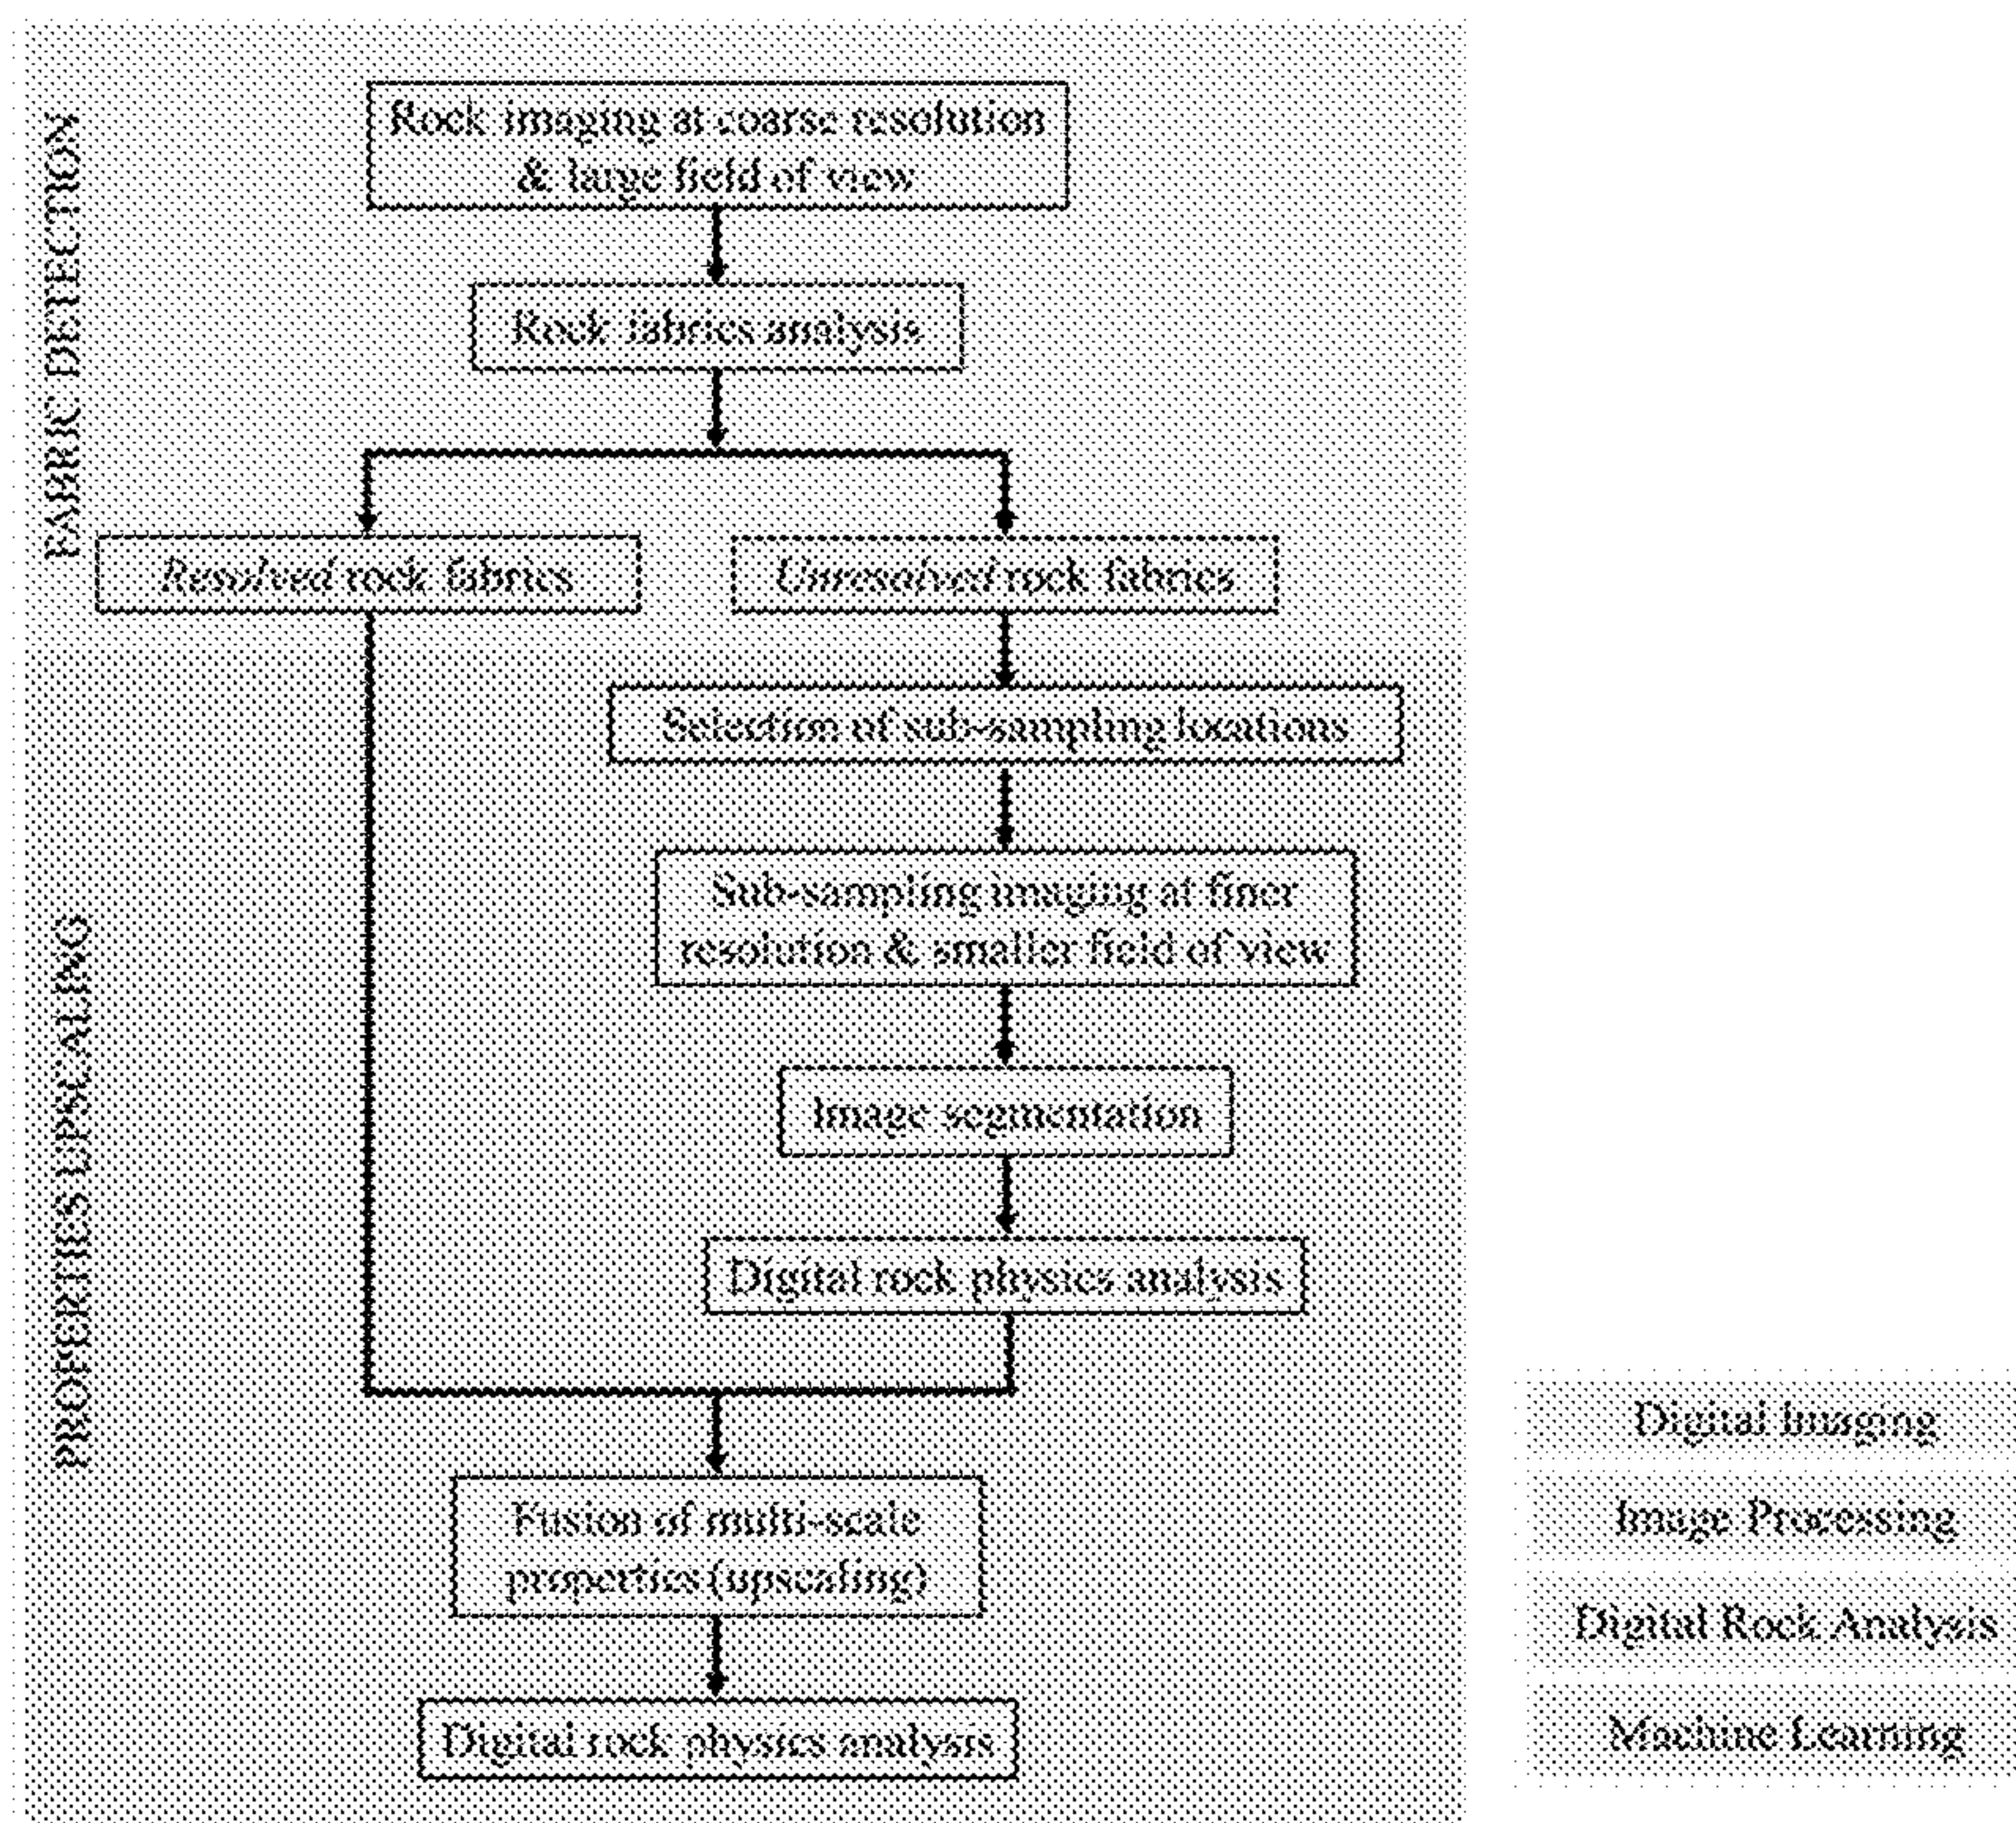 FABRIC DETECTION
Rock imaging at coarse resolution
& large field of view
Rock fabrics analysis
Resolved rock fabrics
Unresolved rock fabrics
PROPERTIES UPSCALING
Selection of sub-sampling locations
Sub-sampling imaging at finer
resolution & smaller field of view
Image segmentation
Digital rock physics analysis
Fusion of multi-scale
properties (upscaling)
Digital rock physics analysis
Digital Imaging
Image Processing
Digital Rock Analysis
Machine Learning